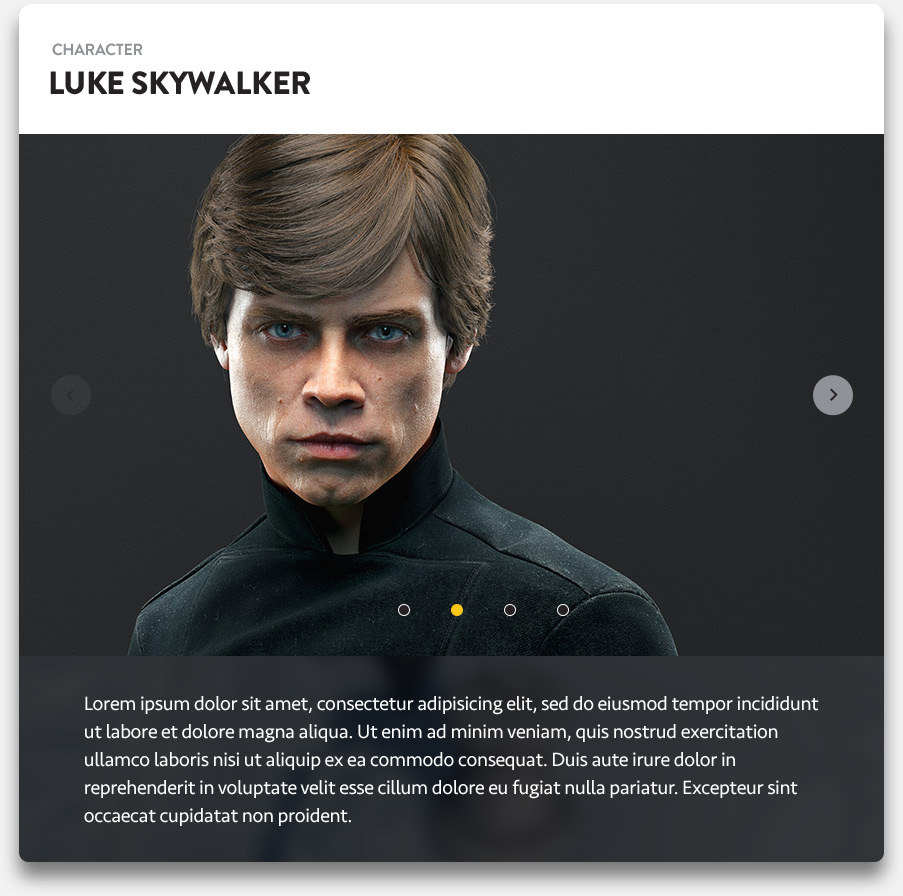 CHARACTER
LUKE SKYWALKER
Lorem ipsum dolor sit amet, consectetur adipisicing elit, sed do eiusmod tempor incididunt
ut labore et dolore magna aliqua. Ut enim ad minim veniam, quis nostrud exercitation
ullamco laboris nisi ut aliquip ex ea commodo consequat. Duis aute irure dolor in
reprehenderit in voluptate velit esse cillum dolore eu fugiat nulla pariatur. Excepteur sint
occaecat cupidatat non proident.